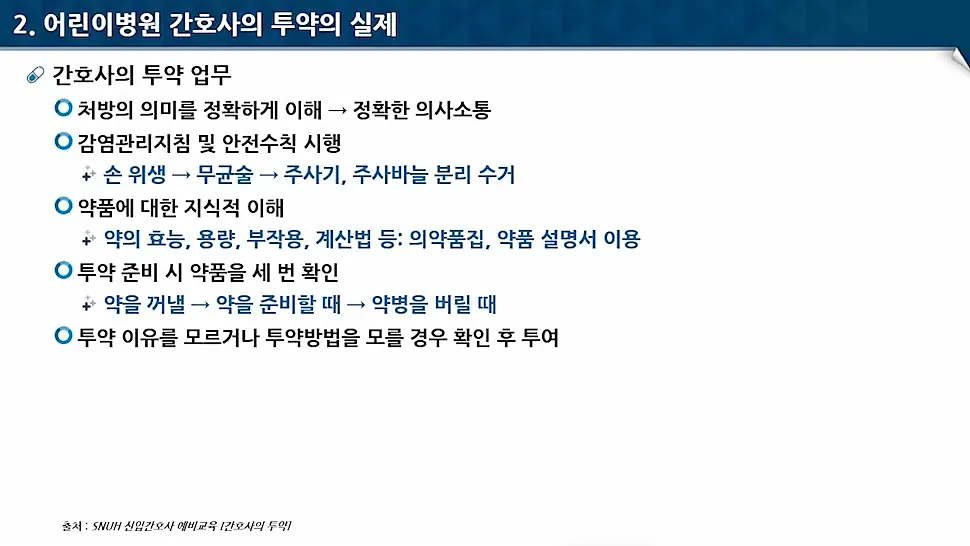 2. 어린이병원 간호사의 투약의 실제
간호사의 투약 업무
처방의 의미를 정확하게 이해 → 정확한 의사소통
감염관리지침 및 안전수칙 시행
손 위생 → 무균술 → 주사기, 주사바늘 분리 수거
약품에 대한 지식적 이해
약의 효능, 용량, 부작용, 계산법 등: 의약품집, 약품 설명서 이용
투약 준비 시 약품을 세 번 확인
약을 꺼낼 → 약을 준비할 때 → 약병을 버릴 때
투약 이유를 모르거나 투약방법을 모를 경우 확인 후 투여
출처 : SNUH 신입간호사 예비교육 [간호사의 투약]